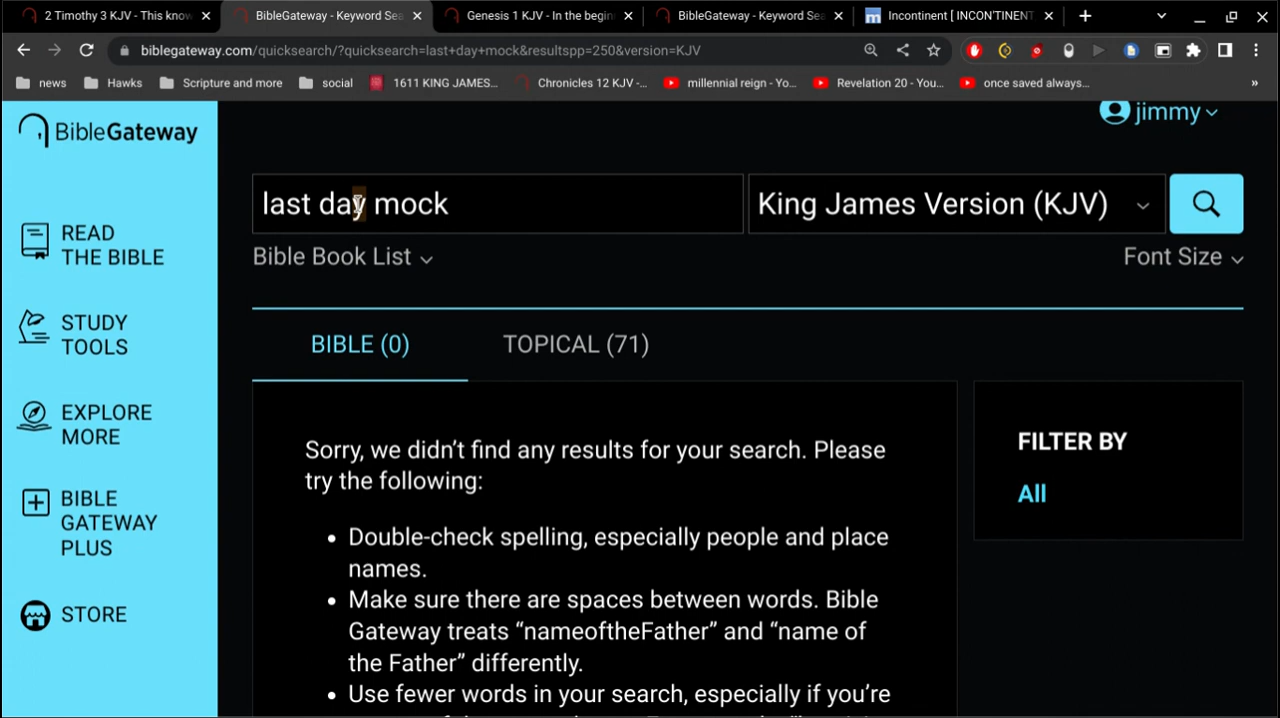 2 Timothy 3 KJV - This know
BibleGateway - Keyword Sea
Genesis 1 KJV - In the begin
BibleGateway - Keyword Se
Incontinent [ INCON'TINENT
biblegateway.com/quicksearch/?quicksearch=last+day+mock&resultspp=250&version=KJV
news
Hawks
Scripture and more
social
1611 KING JAMES...
Chronicles 12 KJV -...
millennial reign - Yo...
Revelation 20 - You...
once saved always...
»
BibleGateway
jimmy
last day mock
King James Version (KJV)
Bible Book List
Font Size
READ
THE BIBLE
STUDY
TOOLS
EXPLORE
MORE
BIBLE
GATEWAY
PLUS
STORE
BIBLE (0)
TOPICAL (71)
Sorry, we didn't find any results for your search. Please
try the following:
• Double-check spelling, especially people and place
names.
• Make sure there are spaces between words. Bible
Gateway treats “nameoftheFather” and “name of
the Father” differently.
• Use fewer words in your search, especially if you’re
FILTER BY
All